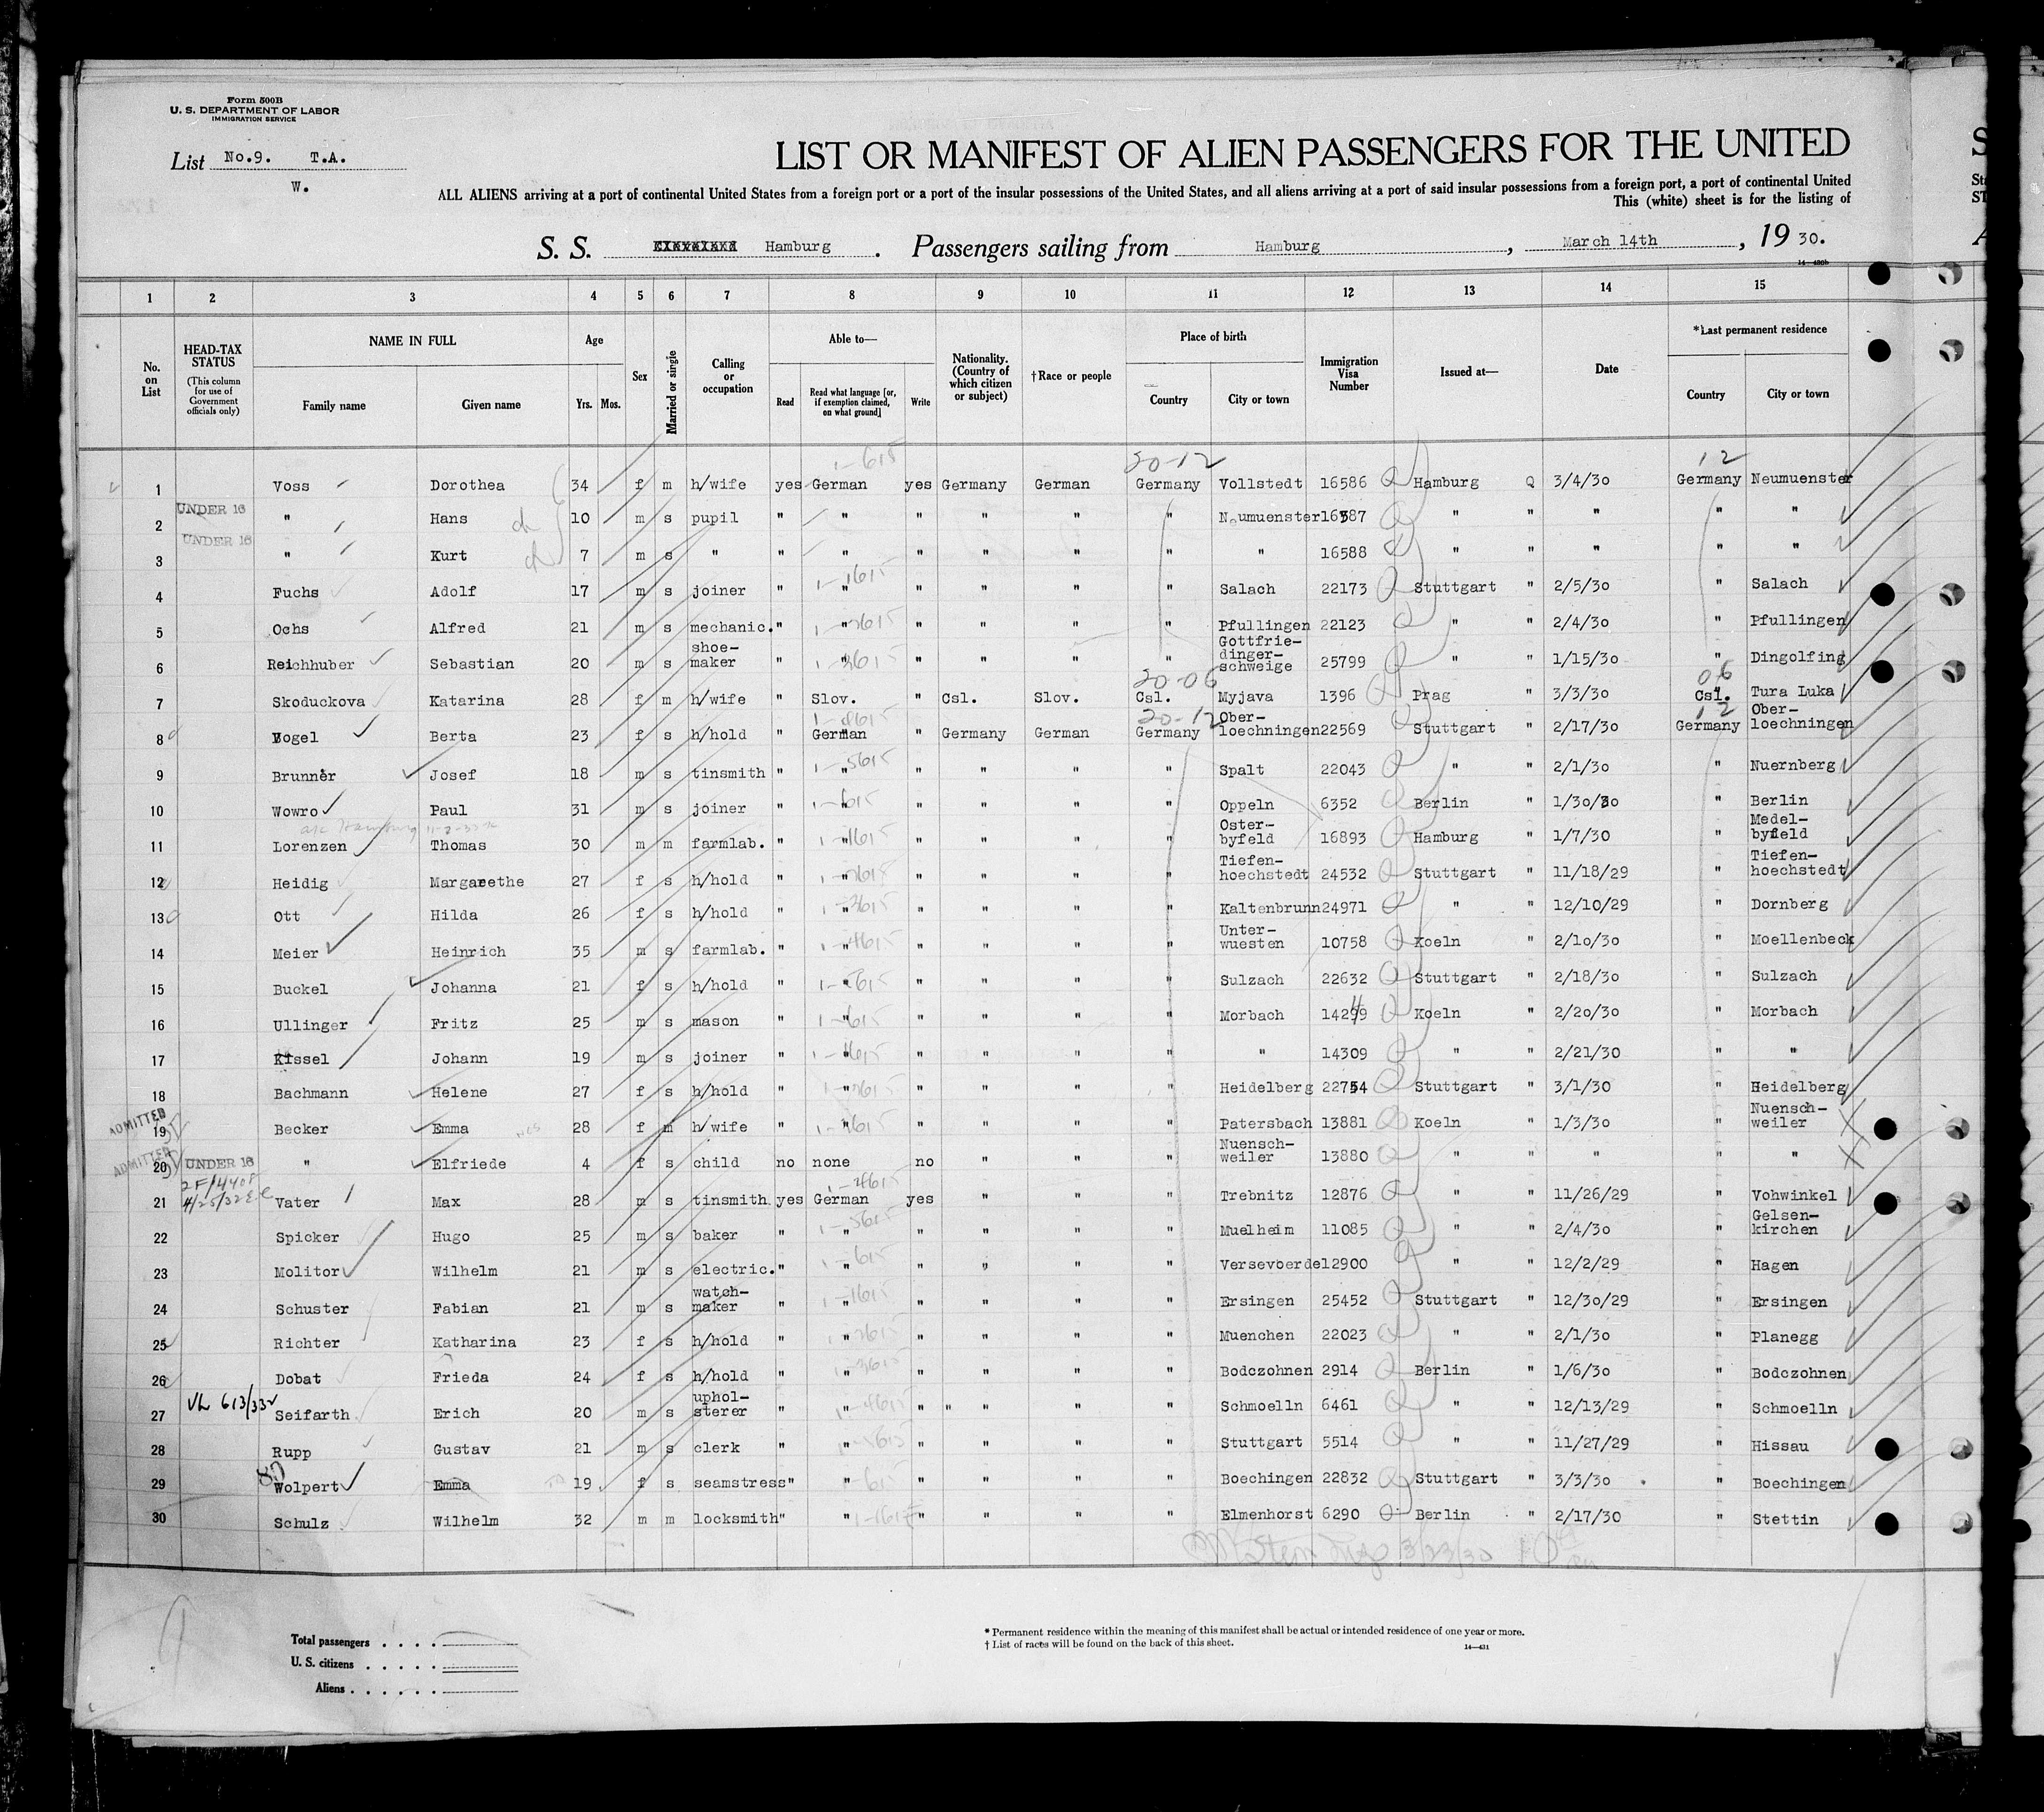 Form 500B
U. S. DEPARTMENT OF LABOR
IMMIGRATION SERVICE
List No.9. T.A.
W.
LIST OR MANIFEST OF ALIEN PASSENGERS FOR THE UNITED
ALL ALIENS arriving at a port of continental United States from a foreign port or a port of the insular possessions of the United States, and all aliens arriving at a port of said insular possessions from a foreign port, a port of continental United
This (white) sheet is for the listing of
S. S. Hamburg . Passengers sailing from Hamburg , March 14th , 19 30.
1 2 3 4 5 6 7 8 9 10 11 12 13 14 15
No. on List HEAD-TAX STATUS (This column for use of Government officials only) NAME IN FULL Family name Given name Age Yrs. Mos. Sex Married or single Calling or occupation Able to— Read Read what language [or, if exemption claimed, on what ground] Write Nationality. (Country of which citizen or subject) †Race or people Place of birth Country City or town Immigration Visa Number Issued at— Date *Last permanent residence Country City or town
1-615 20-12 12
1 Voss Dorothea 34 f m h/wife yes German yes Germany German Germany Vollstedt 16586 Hamburg Q 3/4/30 Germany Neumuenster
2 UNDER 16 " Hans 10 m s pupil " " " " " " Neumuenster 16587 " " " " "
3 UNDER 16 " Kurt 7 m s " " " " " " " " 16588 " " " " "
4 Fuchs Adolf 17 m s joiner " " " " " " Salach 22173 Stuttgart " 2/5/30 " Salach
5 Ochs Alfred 21 m s mechanic. " " " " " " Pfullingen 22123 " " 2/4/30 " Pfullingen
6 Reichhuber Sebastian 20 m s shoe-maker " " " " " " Gottfrie-dinger-schweige 25799 " " 1/15/30 " Dingolfing
20-06 06
7 Skoduckova Katarina 28 f m h/wife " Slov. " Csl. Slov. Csl. Myjava 1396 Prag " 3/3/30 Csl. Tura Luka
20-12 12
8 Vogel Berta 23 f s h/hold " German " Germany German Germany Ober-loechningen 22569 Stuttgart " 2/17/30 Germany Ober-loechningen
9 Brunner Josef 18 m s tinsmith " " " " " " Spalt 22043 " " 2/1/30 " Nuernberg
10 Wowro Paul 31 m s joiner " " " " " " Oppeln 6352 Berlin " 1/30/30 " Berlin
11 Lorenzen Thomas 30 m m farmlab. " " " " " " Oster-byfeld 16893 Hamburg " 1/7/30 " Medel-byfeld
12 Heidig Margarethe 27 f s h/hold " " " " " " Tiefen-hoechstedt 24532 Stuttgart " 11/18/29 " Tiefen-hoechstedt
13 Ott Hilda 26 f s h/hold " " " " " " Kaltenbrunn 24971 " " 12/10/29 " Dornberg
14 Meier Heinrich 35 m s farmlab. " " " " " " Unter-wuesten 10758 Koeln " 2/10/30 " Moellenbeck
15 Buckel Johanna 21 f s h/hold " " " " " " Sulzach 22632 Stuttgart " 2/18/30 " Sulzach
16 Ullinger Fritz 25 m s mason " " " " " " Morbach Koeln " 2/20/30 " Morbach
17 Kissel Johann 19 m s joiner " " " " " " " 14309 " " 2/21/30 " "
18 Bachmann Helene 27 f s h/hold " " " " " " Heidelberg 22754 Stuttgart " 3/1/30 " Heidelberg
ADMITTED 19 Becker Emma 28 f m h/wife " " " " " " Patersbach 13881 Koeln " 1/3/30 " Nuensch-weiler
ADMITTED 20 UNDER 16 " Elfriede 4 f s child no none no " " " Nuensch-weiler 13880 " " " " "
2F/4408
21 4/25/32 Vater Max 28 m s tinsmith yes German yes " " " Trebnitz 12876 " " 11/26/29 " Vohwinkel
22 Spicker Hugo 25 m s baker " " " " " " Muelheim 11085 " " 2/4/30 " Gelsen-kirchen
23 Molitor Wilhelm 21 m s electric. " " " " " " Versevoerde 12900 " " 12/2/29 " Hagen
24 Schuster Fabian 21 m s watch-maker " " " " " " Ersingen 25452 Stuttgart " 12/30/29 " Ersingen
25 Richter Katharina 23 f s h/hold " " " " " " Muenchen 22023 " " 2/1/30 " Planegg
26 Dobat Frieda 24 f s h/hold " " " " " " Bodczohnen 2914 Berlin " 1/6/30 " Bodczohnen
27 VL 613/332 Seifarth Erich 20 m s uphol-sterer " " " " " " Schmoelln 6461 " " 12/13/29 " Schmoelln
28 Rupp Gustav 21 m s clerk " " " " " " Stuttgart 5514 " " 11/27/29 " Hissau
29 Wolpert Emma 19 f s seamstress " " " " " " Boechingen 22832 Stuttgart " 3/3/30 " Boechingen
30 Schulz Wilhelm 32 m m locksmith " " " " " " Elmenhorst 6290 Berlin " 2/17/30 " Stettin
3/23/30
Total passengers . . . .
U. S. citizens . . . . .
Aliens . . . . . .
* Permanent residence within the meaning of this manifest shall be actual or intended residence of one year or more.
† List of races will be found on the back of this sheet.
14—431